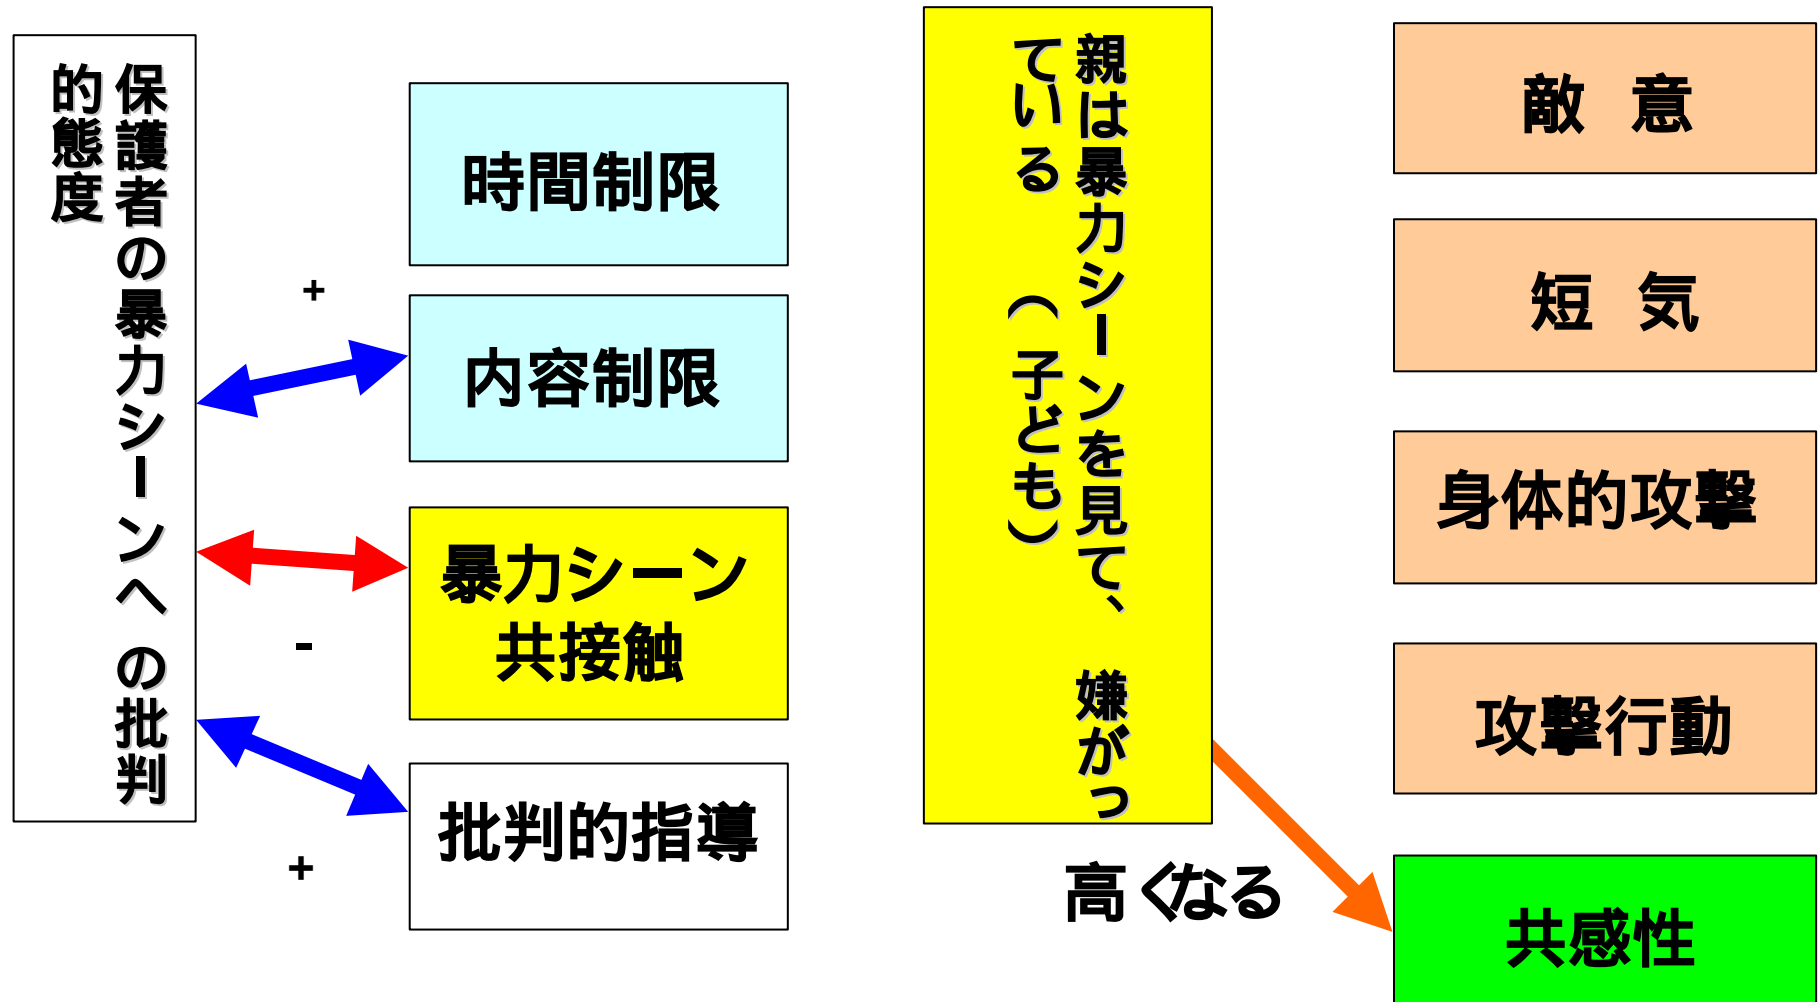 保護者の暴力シーンへの批判
的態度
時間制限
+
内容制限
暴力シーン
共接触
-
批判的指導
+
親は暴力シーンを見て、嫌がっ
ている（子ども）
高くなる
敵 意
短 気
身体的攻撃
攻撃行動
共感性